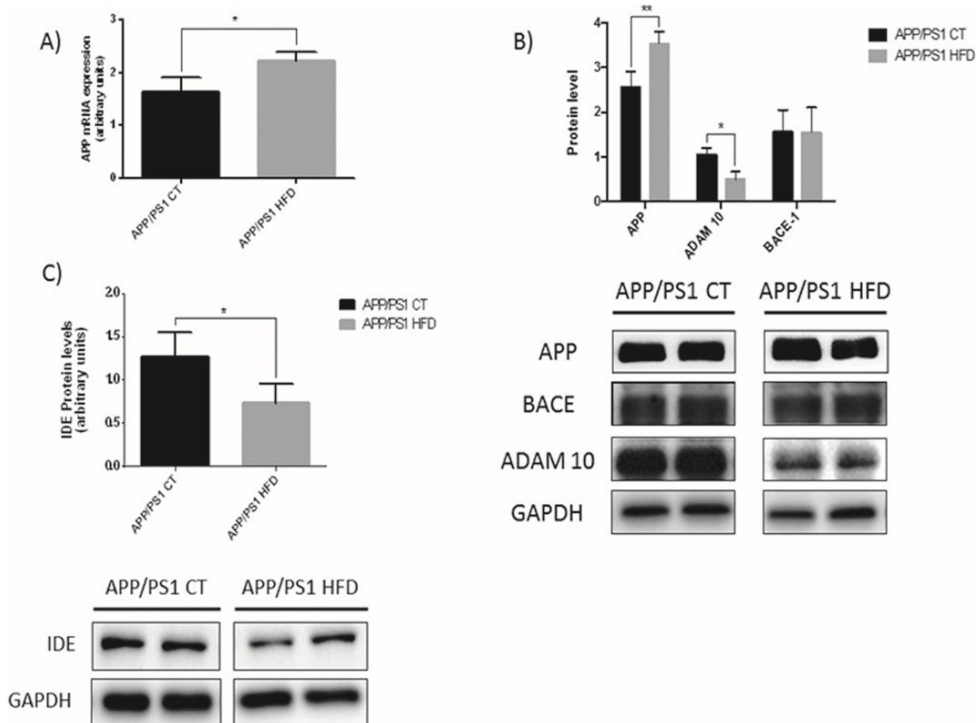 A)
APP mRNA expression
(arbitrary units)
3
2
1
0
*
APP/PS1 CT
APP/PS1 HFD
B)
Protein level
4
2
1
0
**
*
APP
ADAM 10
BACE-1
APP/PS1 CT
APP/PS1 HFD
C)
IDE Protein levels
(arbitrary units)
2.0
1.5
1.0
0.5
0.0
*
APP/PS1 CT
APP/PS1 HFD
APP/PS1 CT
APP/PS1 HFD
APP/PS1 CT APP/PS1 HFD
APP
BACE
ADAM 10
GAPDH
APP/PS1 CT APP/PS1 HFD
IDE
GAPDH